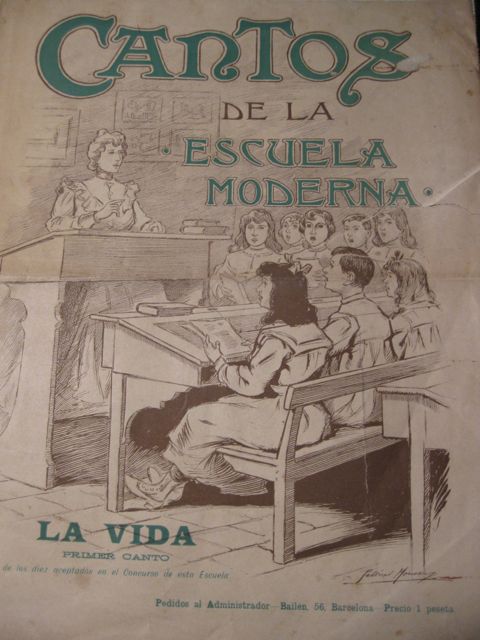 CANTOS
DE LA
· ESCUELA
MODERNA ·
LA VIDA
PRIMER CANTO
de los diez aceptados en el Concurso de esta Escuela
Pedidos al Administrador—Bailén, 56, Barcelona—Precio 1 peseta